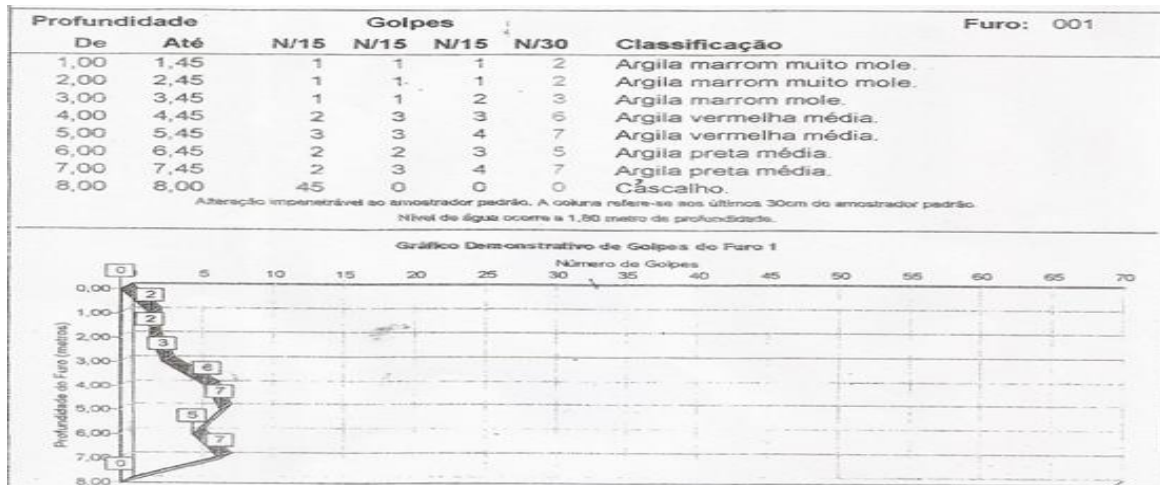 Profundidade Golpes Furo: 001
De Até N/15 N/15 N/15 N/30 Classificação
1,00 1,45 1 1 1 2 Argila marrom muito mole.
2,00 2,45 1 1 1 2 Argila marrom muito mole.
3,00 3,45 1 1 2 3 Argila marrom mole.
4,00 4,45 2 3 3 6 Argila vermelha média.
5,00 5,45 3 3 4 7 Argila vermelha média.
6,00 6,45 2 2 3 5 Argila preta média.
7,00 7,45 2 3 4 7 Argila preta média.
8,00 8,00 45 0 0 0 Cascalho.
Alteração impenetrável ao amostrador padrão. A coluna refere-se aos últimos 30cm do amostrador padrão.
Nível de água ocorre a 1,80 metro de profundidade.
Gráfico Demonstrativo de Golpes do Furo 1
Número de Golpes
0 5 10 15 20 25 30 35 40 45 50 55 60 65 70
Profundidade do Furo (metros)
0,00
2
1,00
2
2,00
3
3,00
6
4,00
7
5,00
5
6,00
7
7,00
0
8,00